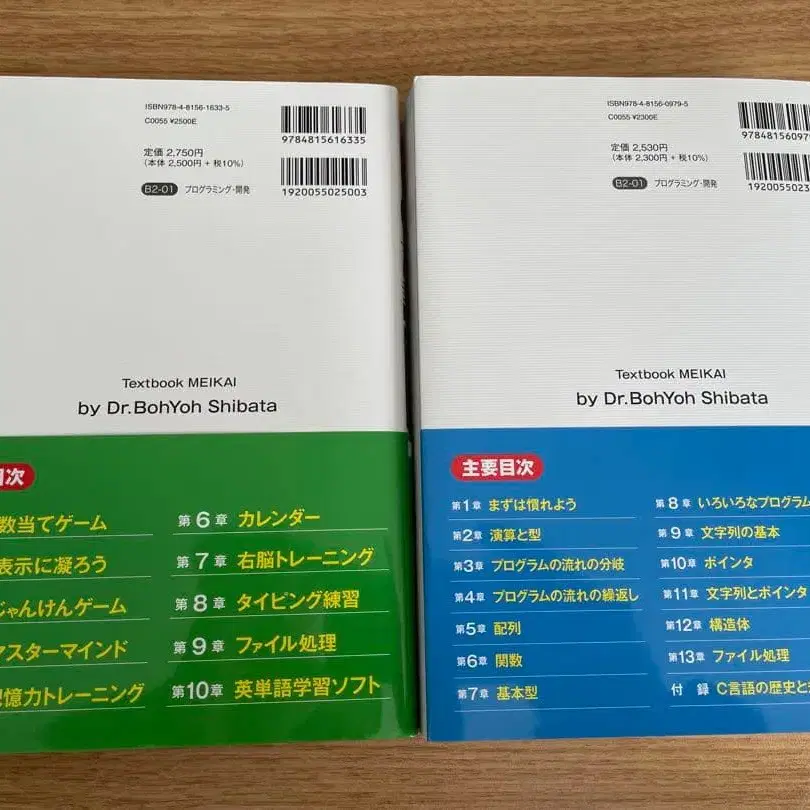 ISBN978-4-8156-1633-5
C0055 ¥2500E
9784815616335
定価 2,750円
(本体 2,500円 + 税10%)
1920055025003
B2-01 プログラミング・開発
Textbook MEIKAI
by Dr.BohYoh Shibata
目次
数当てゲーム
表示に凝ろう
じゃんけんゲーム
マスターマインド
記憶力トレーニング
第6章 カレンダー
第7章 右脳トレーニング
第8章 タイピング練習
第9章 ファイル処理
第10章 英単語学習ソフト
ISBN978-4-8156-0979-5
C0055 ¥2300E
97848156097
定価 2,530円
(本体 2,300円 + 税10%)
192005502
B2-01 プログラミング・開発
Textbook MEIKAI
by Dr.BohYoh Shibata
主要目次
第1章 まずは慣れよう
第2章 演算と型
第3章 プログラムの流れの分岐
第4章 プログラムの流れの繰返し
第5章 配列
第6章 関数
第7章 基本型
第8章 いろいろなプログラム
第9章 文字列の基本
第10章 ポインタ
第11章 文字列とポインタ
第12章 構造体
第13章 ファイル処理
付録 C言語の歴史と